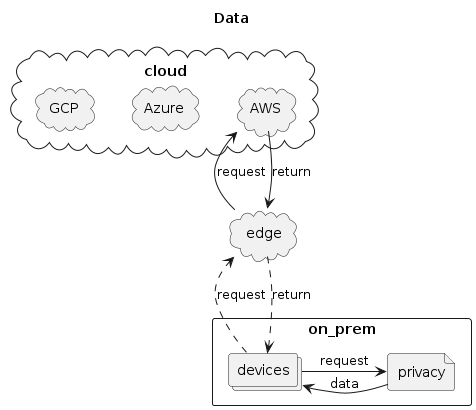 Data
cloud
GCP
Azure
AWS
request
return
edge
request
return
on_prem
devices
request
privacy
data